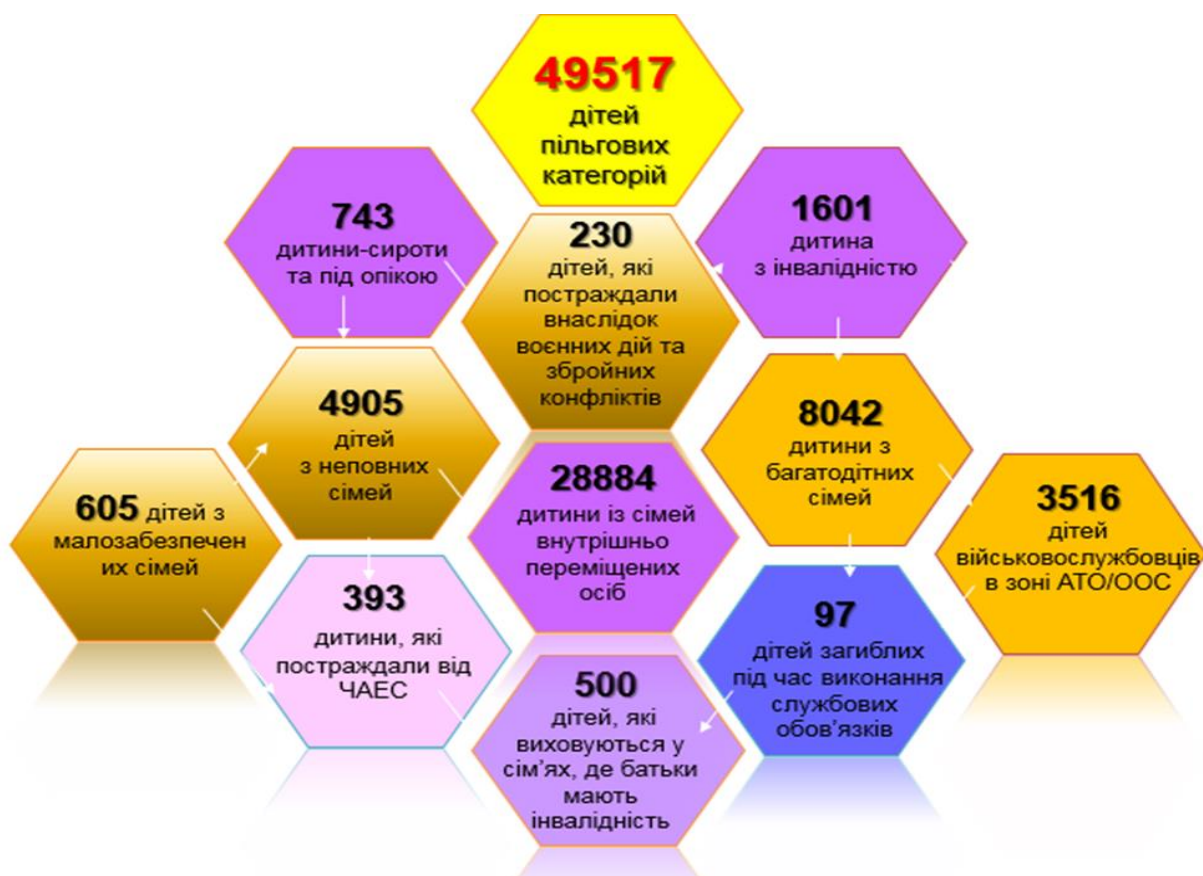 49517
дітей
пільгових
категорій
743
дитини-сироти
та під опікою
230
дітей, які
постраждали
внаслідок
воєнних дій та
збройних
конфліктів
1601
дитина
з інвалідністю
4905
дітей
з неповних
сімей
8042
дитини з
багатодітних
сімей
605 дітей з
малозабезпечен
их сімей
28884
дитини із сімей
внутрішньо
переміщених
осіб
3516
дітей
військовослужбовців
в зоні АТО/ООС
393
дитини, які
постраждали від
ЧАЕС
97
дітей загиблих
під час виконання
службових
обов’язків
500
дітей, які
виховуються у
сім’ях, де батьки
мають
інвалідність